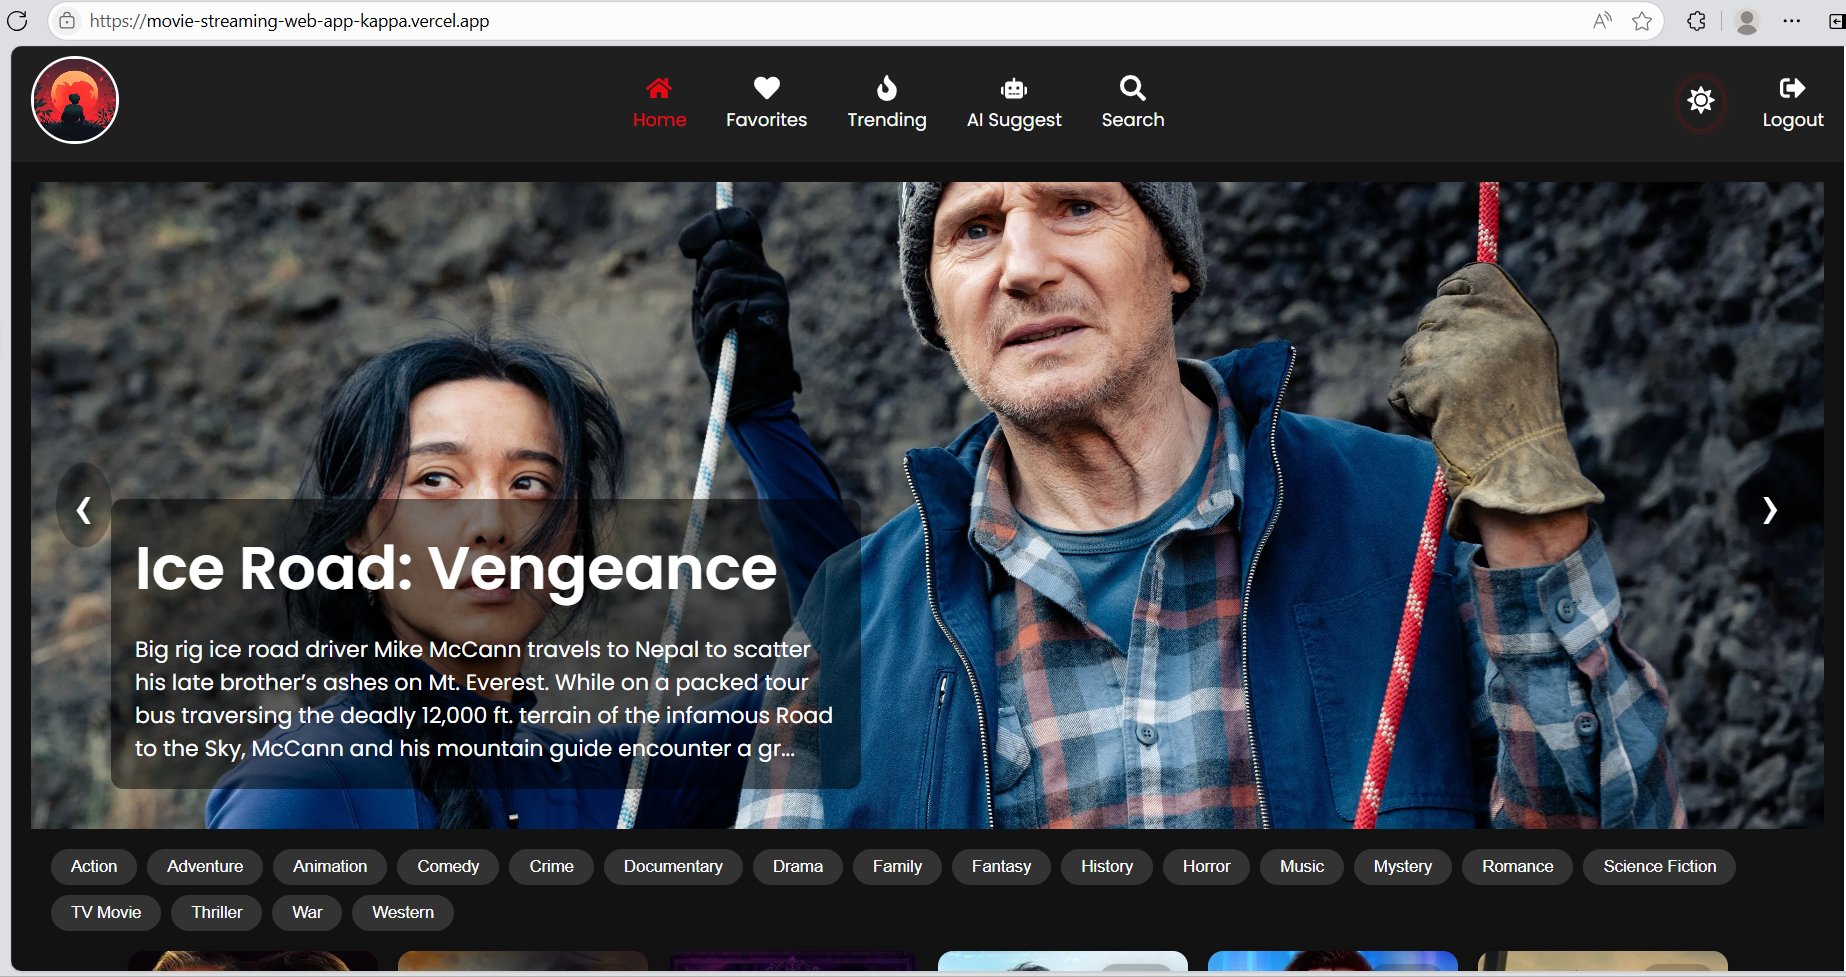 https://movie-streaming-web-app-kappa.vercel.app
Home
Favorites
Trending
AI Suggest
Search
Logout
Ice Road: Vengeance
Big rig ice road driver Mike McCann travels to Nepal to scatter
his late brother’s ashes on Mt. Everest. While on a packed tour
bus traversing the deadly 12,000 ft. terrain of the infamous Road
to the Sky, McCann and his mountain guide encounter a gr...
Action
Adventure
Animation
Comedy
Crime
Documentary
Drama
Family
Fantasy
History
Horror
Music
Mystery
Romance
Science Fiction
TV Movie
Thriller
War
Western